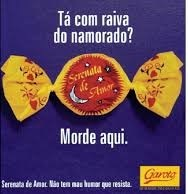 Tá com raiva
do namorado?
Serenata
de Amor
Morde aqui.
Garoto
Serenata de Amor. Não tem mau humor que resista.